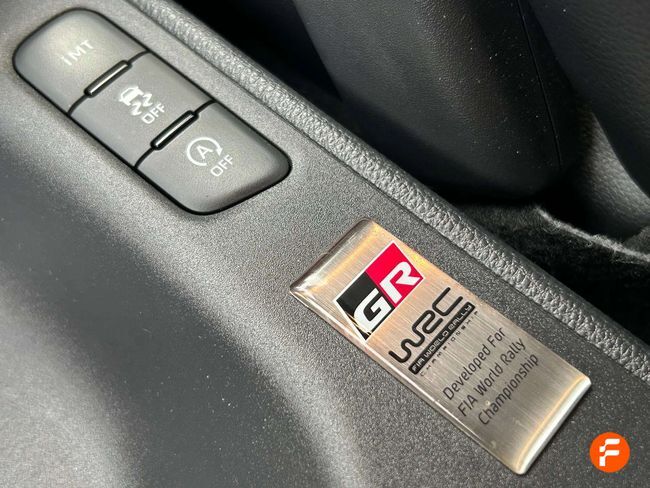 iMT
OFF
A
OFF
GR
WRC
FIA WORLD RALLY
CHAMPIONSHIP
Developed For
FIA World Rally
Championship